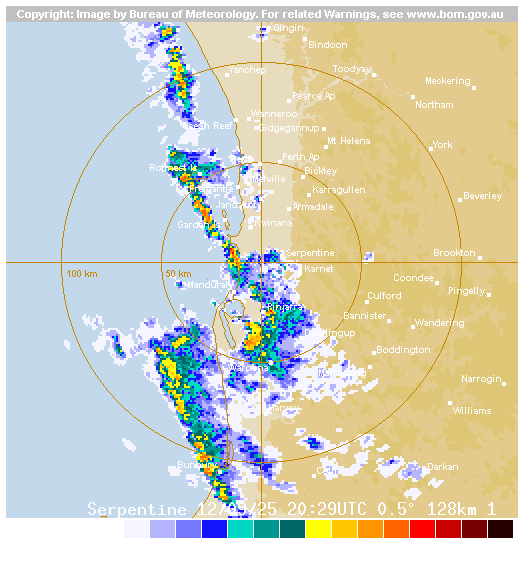 Copyright: Image by Bureau of Meteorology. For related Warnings, see www.bom.gov.au
Gingin
Bindoon
Yanchep
Toodyay
Meckering
Pearce Ap
Northam
Wanneroo
Ocean Reef
Gidgegannup
Mt Helena
York
Perth Ap
Rottnest Is
Bickley
Melville
Fremantle
Karragullen
Beverley
Jandakot
Armadale
Garden Is
Kwinana
Serpentine
Brookton
100 km
50 km
Karnet
Coondee
Mandurah
Pingelly
Culford
Pinjarra
Bannister
Wandering
Boddington
Waroona
Narrogin
Harvey
Williams
Bunbury
Darkan
Serpentine 12/09/25 20:29UTC 0.5° 128km 1